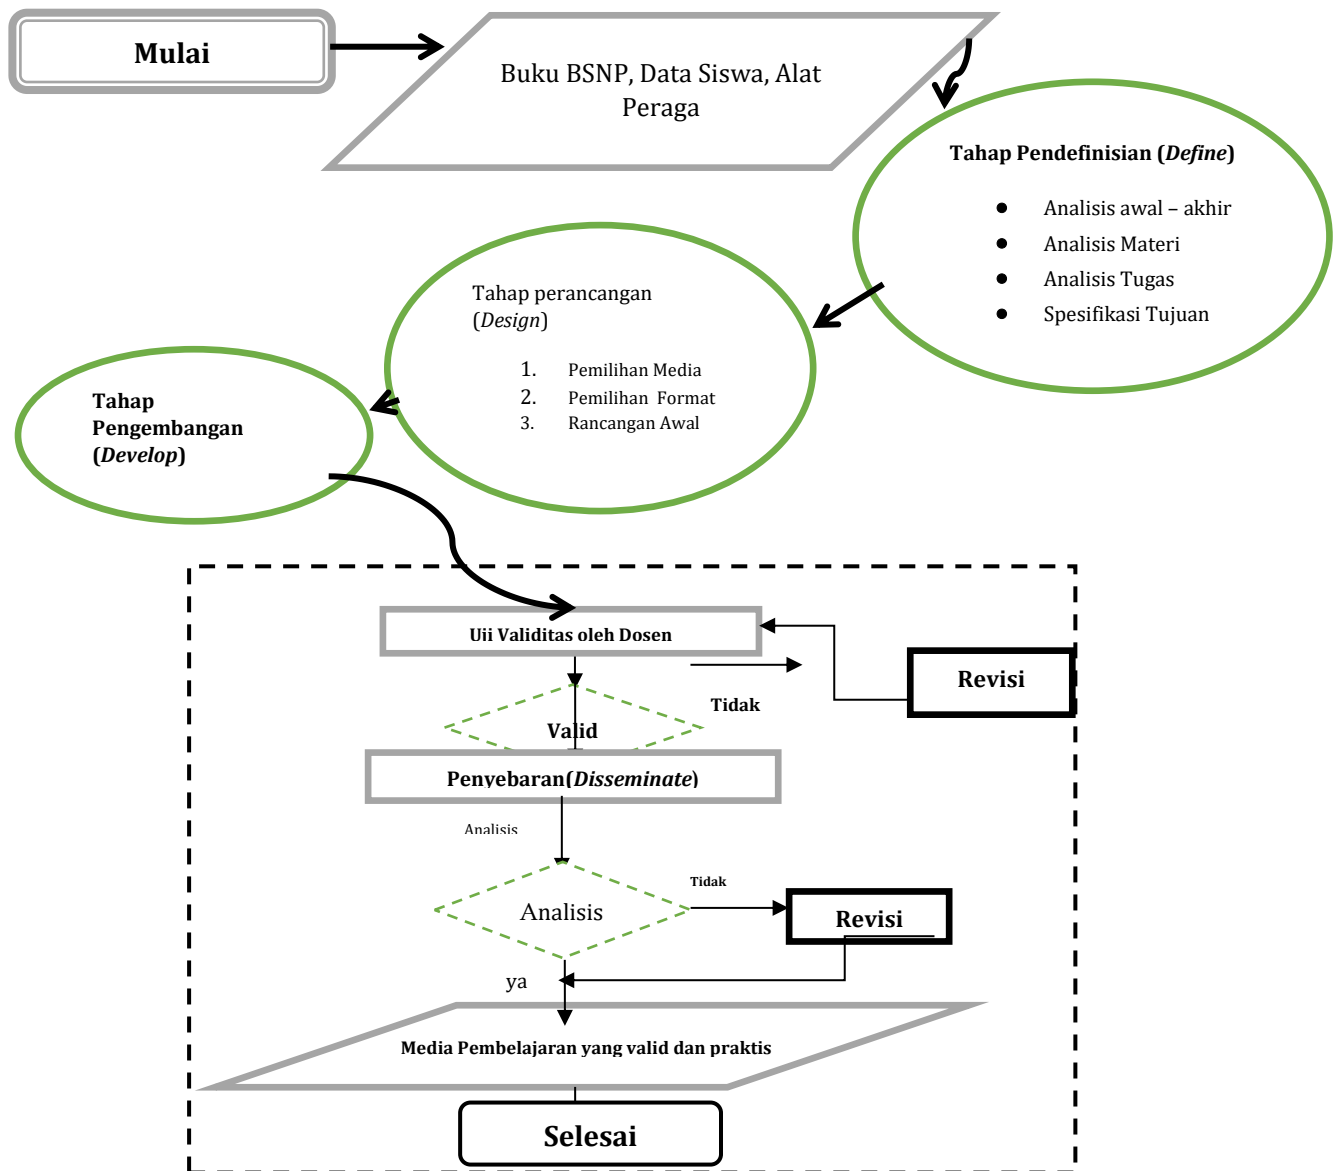 Mulai
Buku BSNP, Data Siswa, Alat
Peraga
Tahap Pendefinisian (Define)
● Analisis awal – akhir
● Analisis Materi
● Analisis Tugas
● Spesifikasi Tujuan
Tahap perancangan
(Design)
1. Pemilihan Media
2. Pemilihan Format
3. Rancangan Awal
Tahap
Pengembangan
(Develop)
Uii Validitas oleh Dosen
Revisi
Tidak
Valid
Penyebaran(Disseminate)
Analisis
Tidak
Analisis
Revisi
ya
Media Pembelajaran yang valid dan praktis
Selesai